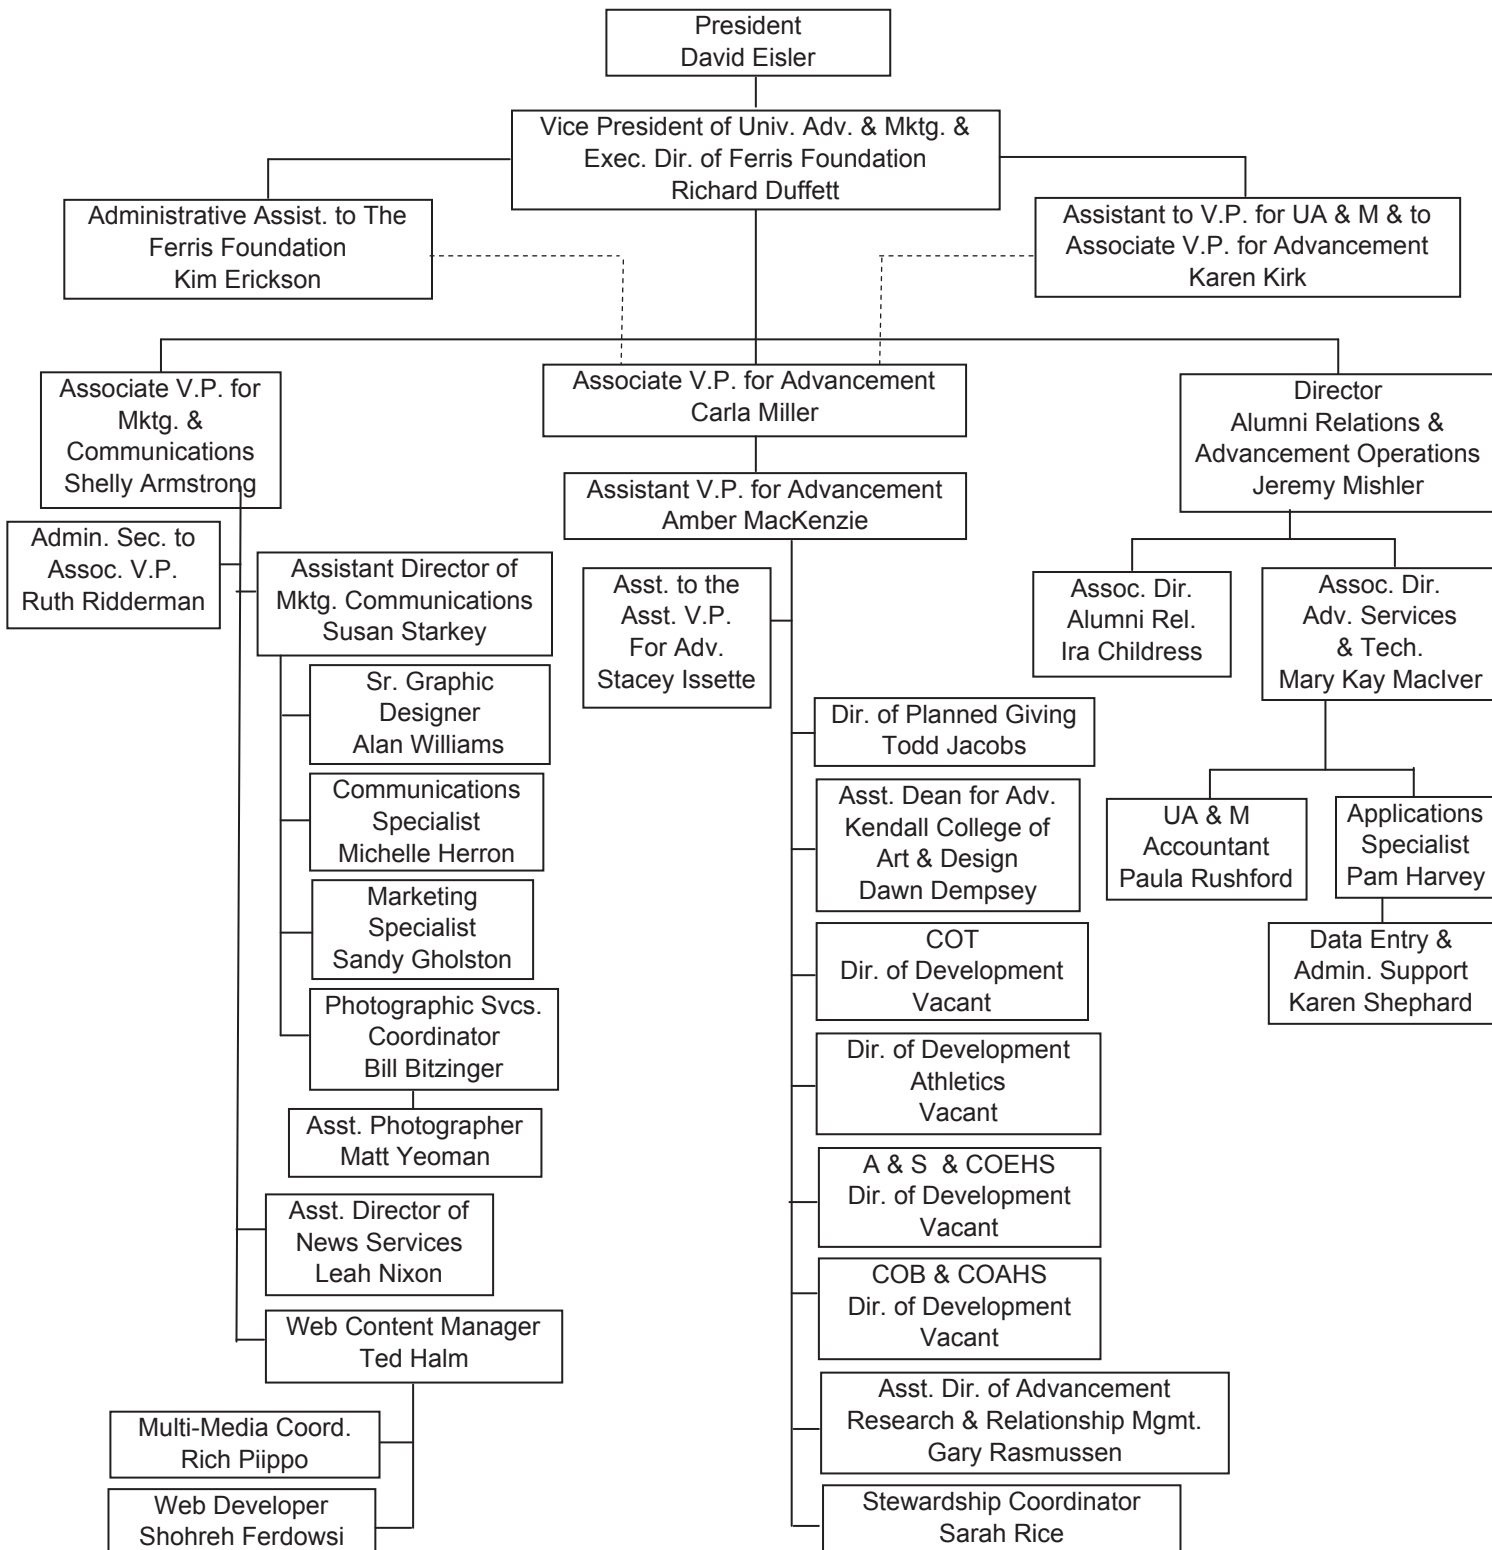 President
David Eisler
Vice President of Univ. Adv. & Mktg. &
Exec. Dir. of Ferris Foundation
Richard Duffett
Administrative Assist. to The
Ferris Foundation
Kim Erickson
Assistant to V.P. for UA & M & to
Associate V.P. for Advancement
Karen Kirk
Associate V.P. for
Mktg. &
Communications
Shelly Armstrong
Associate V.P. for Advancement
Carla Miller
Director
Alumni Relations &
Advancement Operations
Jeremy Mishler
Assistant V.P. for Advancement
Amber MacKenzie
Admin. Sec. to
Assoc. V.P.
Ruth Ridderman
Assistant Director of
Mktg. Communications
Susan Starkey
Sr. Graphic
Designer
Alan Williams
Communications
Specialist
Michelle Herron
Marketing
Specialist
Sandy Gholston
Photographic Svcs.
Coordinator
Bill Bitzinger
Asst. Photographer
Matt Yeoman
Asst. Director of
News Services
Leah Nixon
Web Content Manager
Ted Halm
Multi-Media Coord.
Rich Piippo
Web Developer
Shohreh Ferdowsi
Asst. to the
Asst. V.P.
For Adv.
Stacey Issette
Dir. of Planned Giving
Todd Jacobs
Asst. Dean for Adv.
Kendall College of
Art & Design
Dawn Dempsey
COT
Dir. of Development
Vacant
Dir. of Development
Athletics
Vacant
A & S & COEHS
Dir. of Development
Vacant
COB & COAHS
Dir. of Development
Vacant
Asst. Dir. of Advancement
Research & Relationship Mgmt.
Gary Rasmussen
Stewardship Coordinator
Sarah Rice
Assoc. Dir.
Alumni Rel.
Ira Childress
Assoc. Dir.
Adv. Services
& Tech.
Mary Kay MacIver
UA & M
Accountant
Paula Rushford
Applications
Specialist
Pam Harvey
Data Entry &
Admin. Support
Karen Shephard